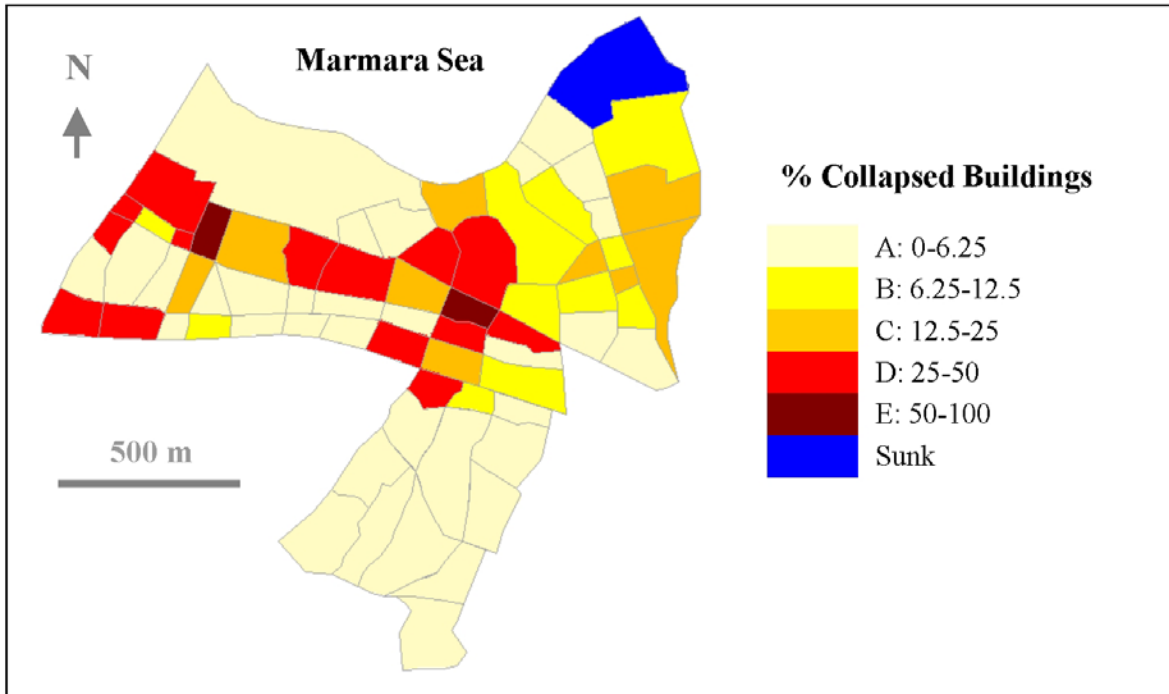 Marmara Sea
N
% Collapsed Buildings
A: 0-6.25
B: 6.25-12.5
C: 12.5-25
D: 25-50
E: 50-100
Sunk
500 m